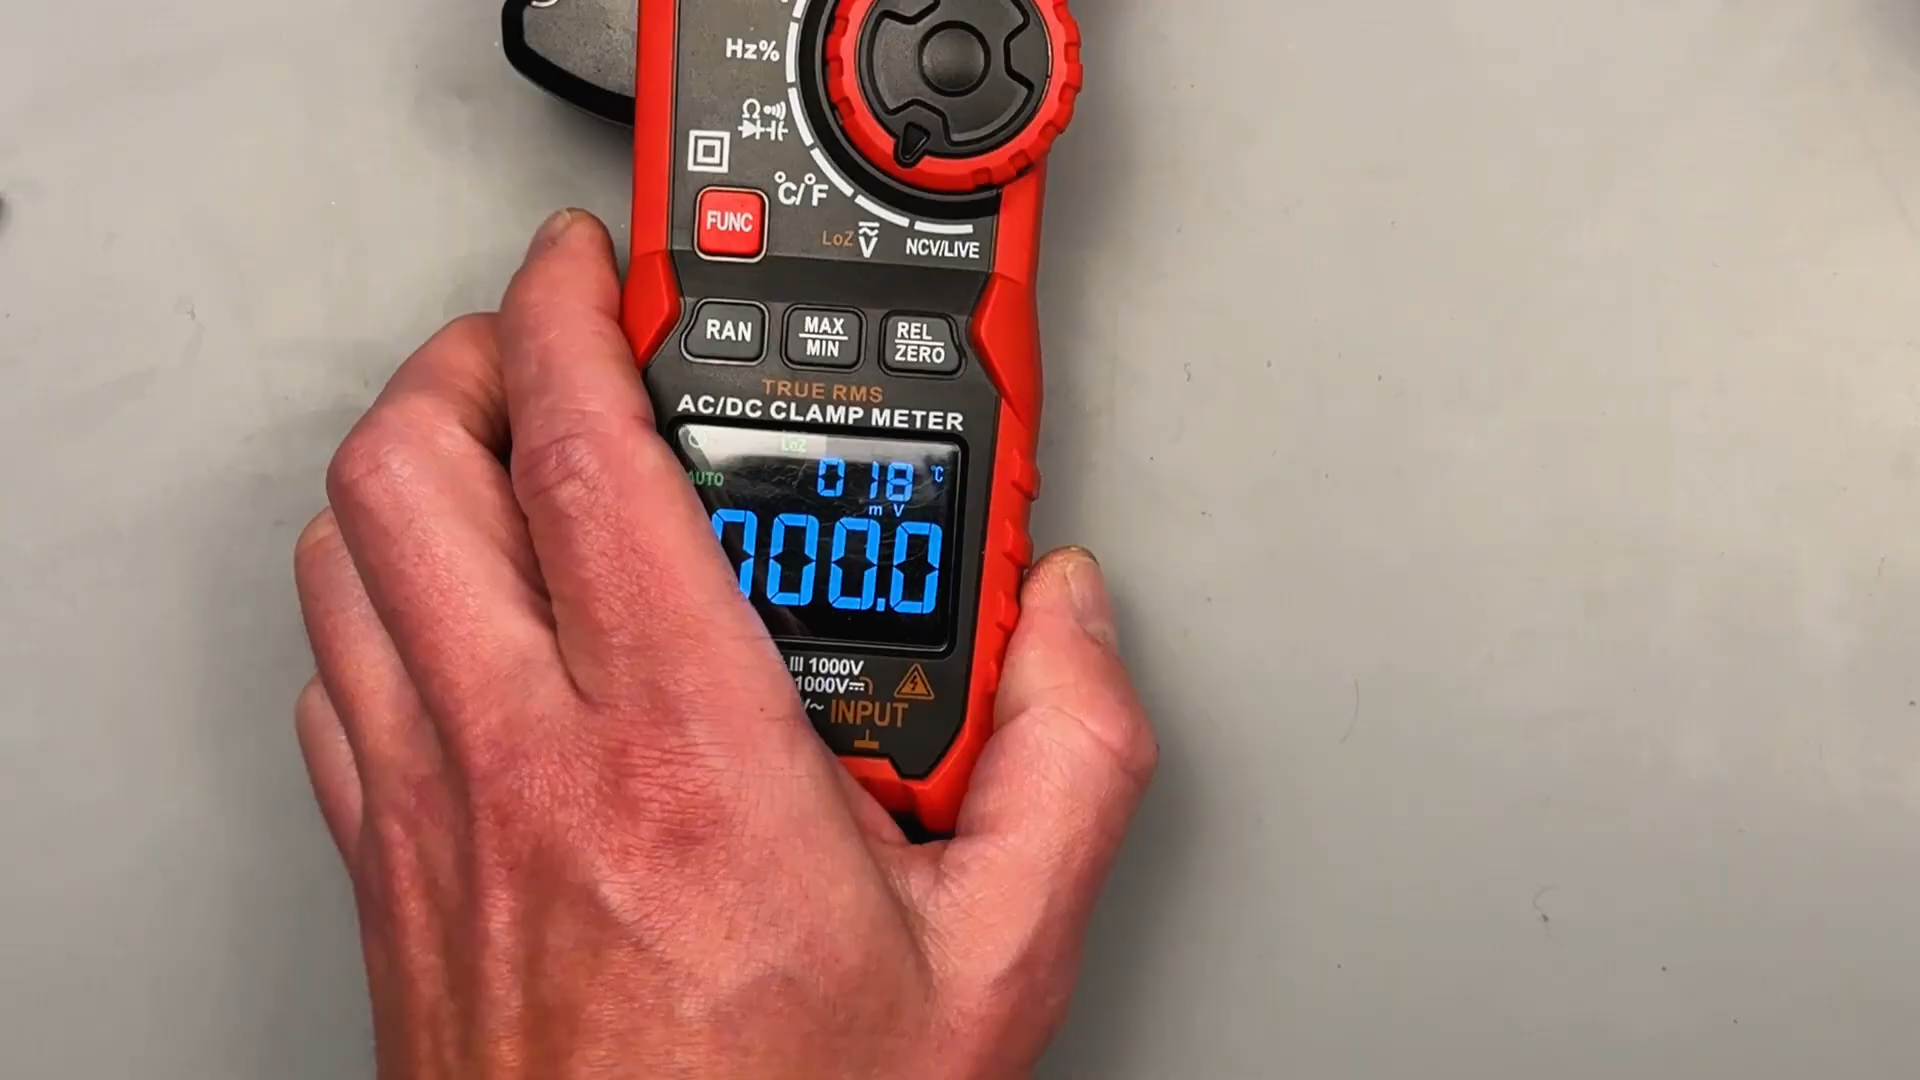 Hz%
Ω
°C/°F
FUNC
LoZ V
NCV/LIVE
RAN
MAX
MIN
REL
ZERO
TRUE RMS
AC/DC CLAMP METER
LoZ
AUTO
018 °C
m V
000.0
III 1000V
1000V
V~ INPUT